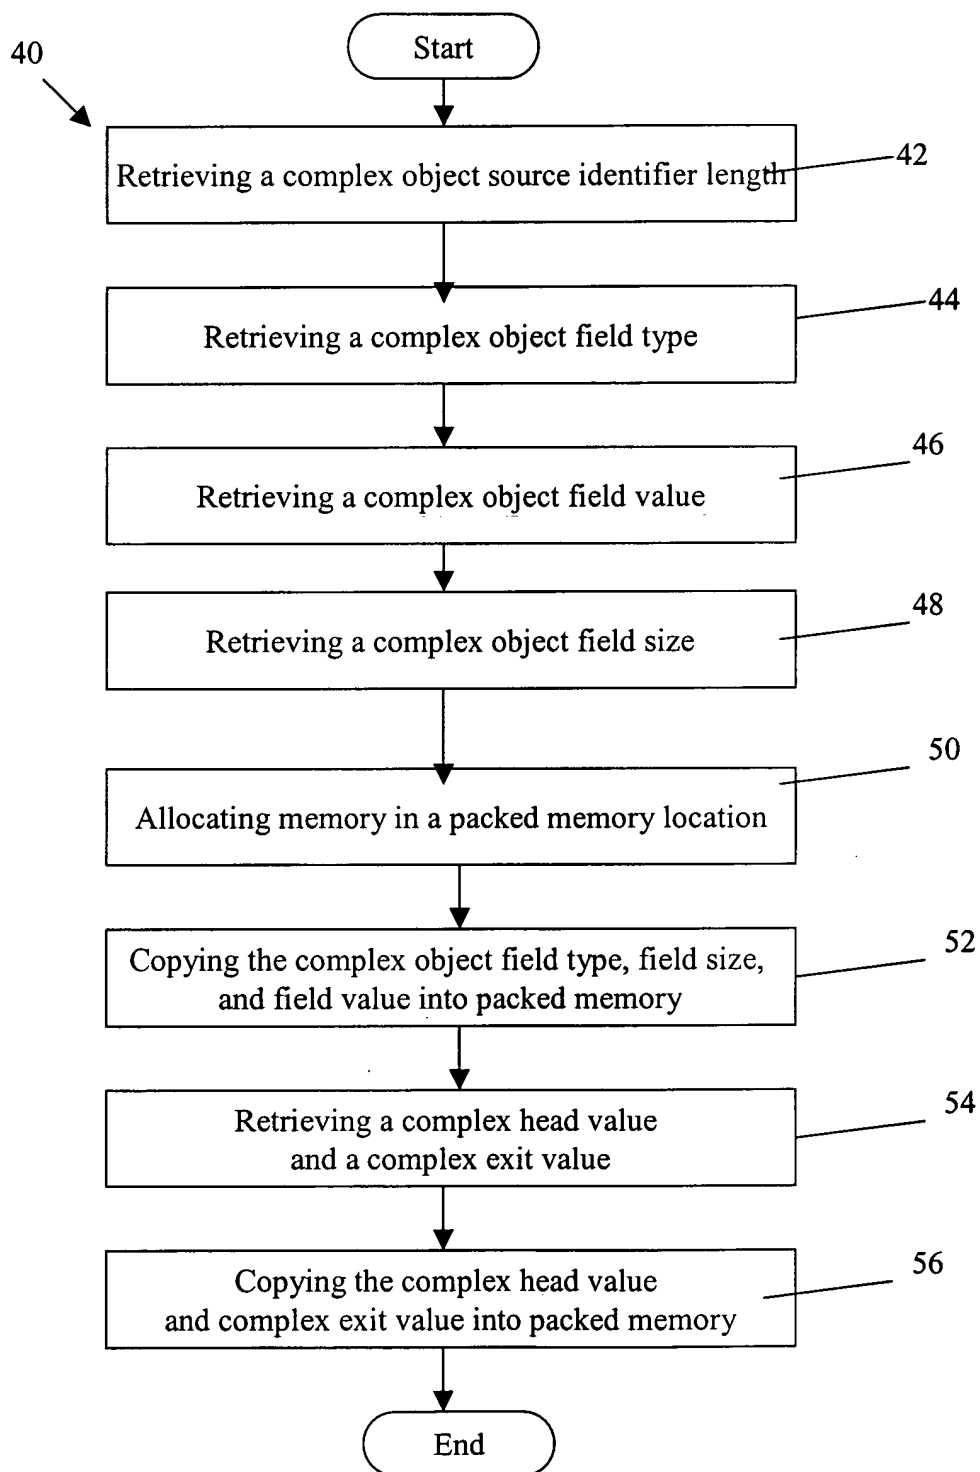 Start
40
Retrieving a complex object source identifier length
42
Retrieving a complex object field type
44
Retrieving a complex object field value
46
Retrieving a complex object field size
48
Allocating memory in a packed memory location
50
Copying the complex object field type, field size,
and field value into packed memory
52
Retrieving a complex head value
and a complex exit value
54
Copying the complex head value
and complex exit value into packed memory
56
End